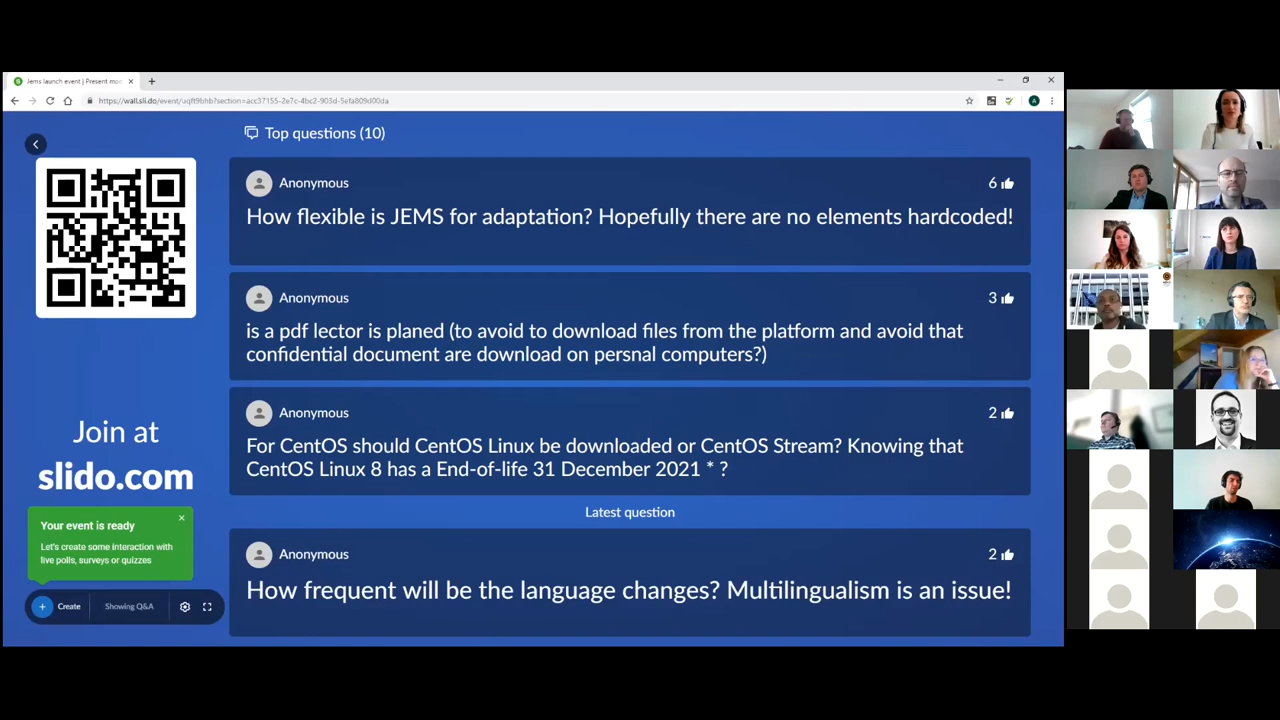 Jems launch event | Present mod
https://wall.sli.do/event/uqft9bhb?section=acc37155-2e7c-4bc2-903d-5efa809d00da
Top questions (10)
Anonymous
6
How flexible is JEMS for adaptation? Hopefully there are no elements hardcoded!
Anonymous
3
is a pdf lector is planed (to avoid to download files from the platform and avoid that
confidential document are download on persnal computers?)
Anonymous
2
For CentOS should CentOS Linux be downloaded or CentOS Stream? Knowing that
CentOS Linux 8 has a End-of-life 31 December 2021 * ?
Latest question
Anonymous
2
How frequent will be the language changes? Multilingualism is an issue!
Join at
slido.com
Your event is ready
Let's create some interaction with
live polls, surveys or quizzes
Create
Showing Q&A
A